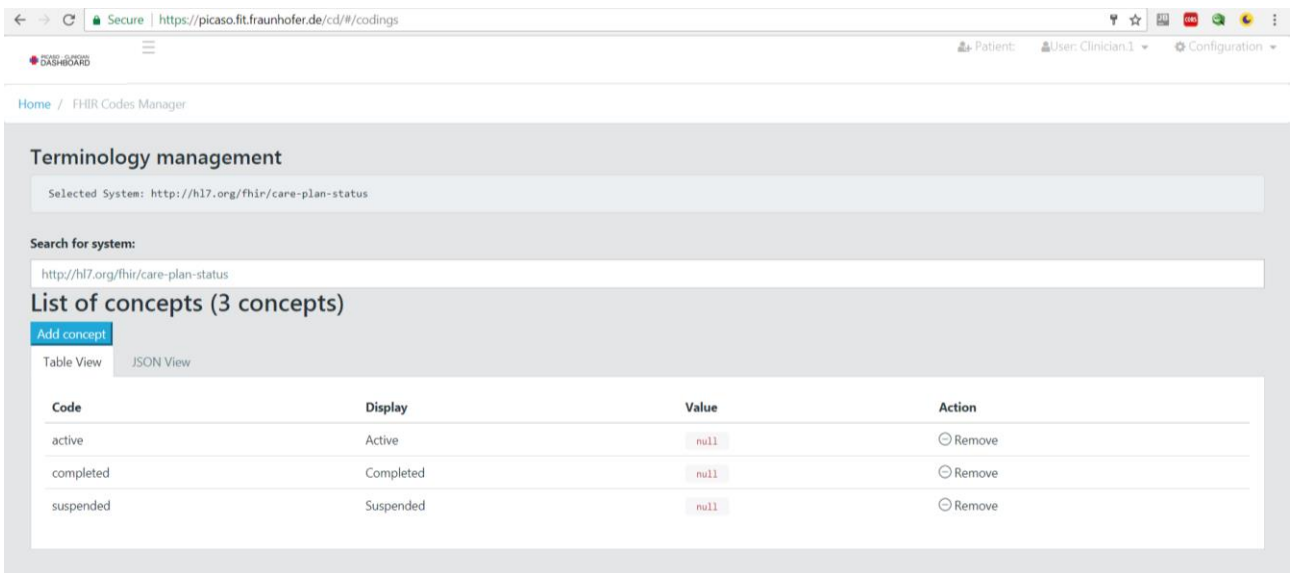 Secure | https://picaso.fit.fraunhofer.de/cd/#/codings
PICASO - CLINICIAN
DASHBOARD
Patient: User: Clinician.1 Configuration
Home / FHIR Codes Manager
Terminology management
Selected System: http://hl7.org/fhir/care-plan-status
Search for system:
http://hl7.org/fhir/care-plan-status
List of concepts (3 concepts)
Add concept
Table View JSON View
Code Display Value Action
active Active null Remove
completed Completed null Remove
suspended Suspended null Remove